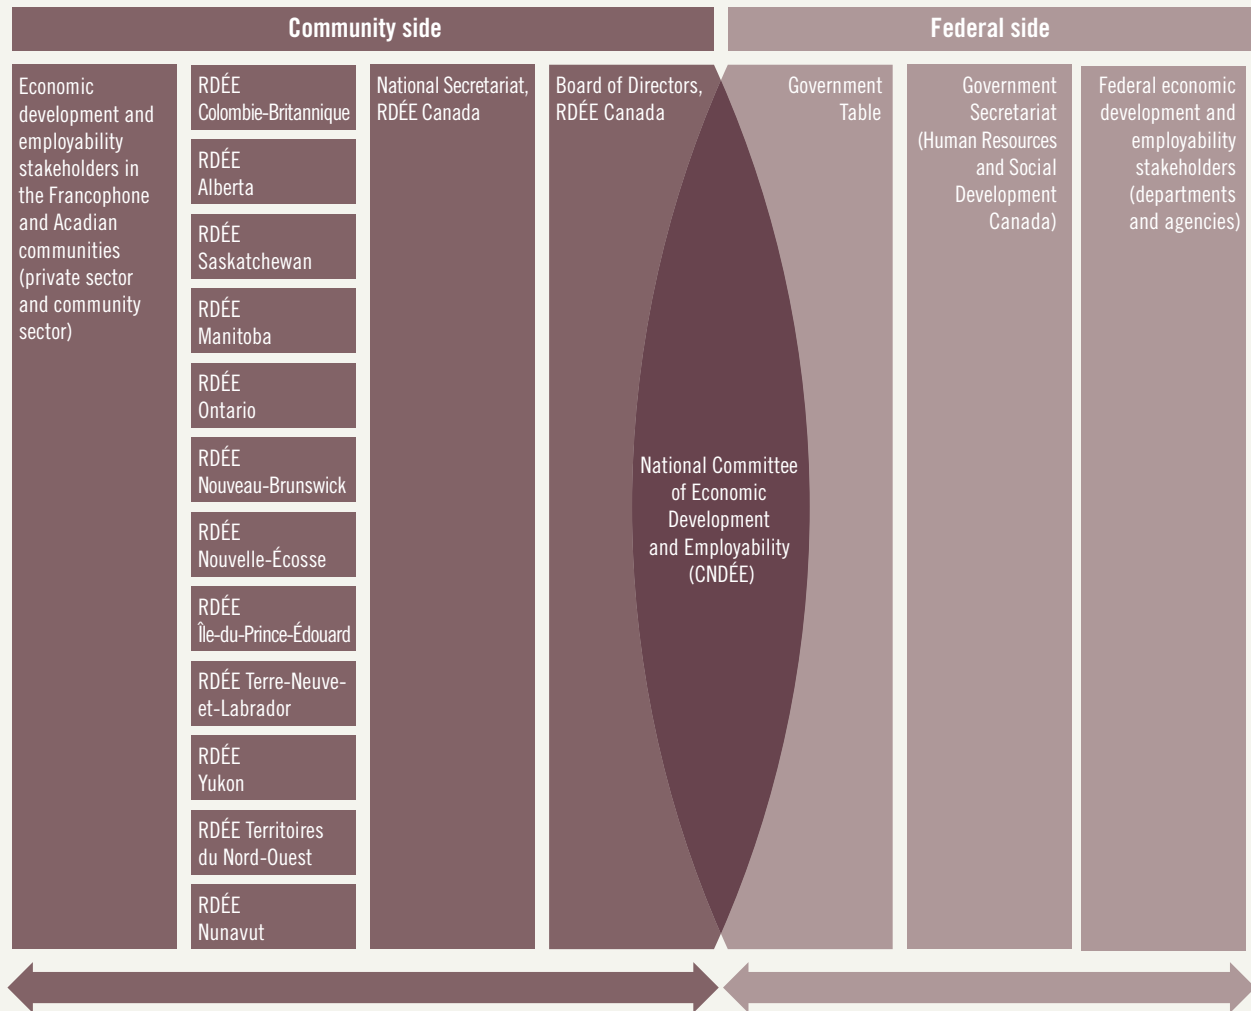 Community side
Federal side
Economic
development and
employability
stakeholders in
the Francophone
and Acadian
communities
(private sector
and community
sector)
RDÉE
Colombie-Britannique
RDÉE
Alberta
RDÉE
Saskatchewan
RDÉE
Manitoba
RDÉE
Ontario
RDÉE
Nouveau-Brunswick
RDÉE
Nouvelle-Écosse
RDÉE
Île-du-Prince-Édouard
RDÉE Terre-Neuve-
et-Labrador
RDÉE
Yukon
RDÉE Territoires
du Nord-Ouest
RDÉE
Nunavut
National Secretariat,
RDÉE Canada
Board of Directors,
RDÉE Canada
National Committee
of Economic
Development
and Employability
(CNDÉE)
Government
Table
Government
Secretariat
(Human Resources
and Social
Development
Canada)
Federal economic
development and
employability
stakeholders
(departments
and agencies)